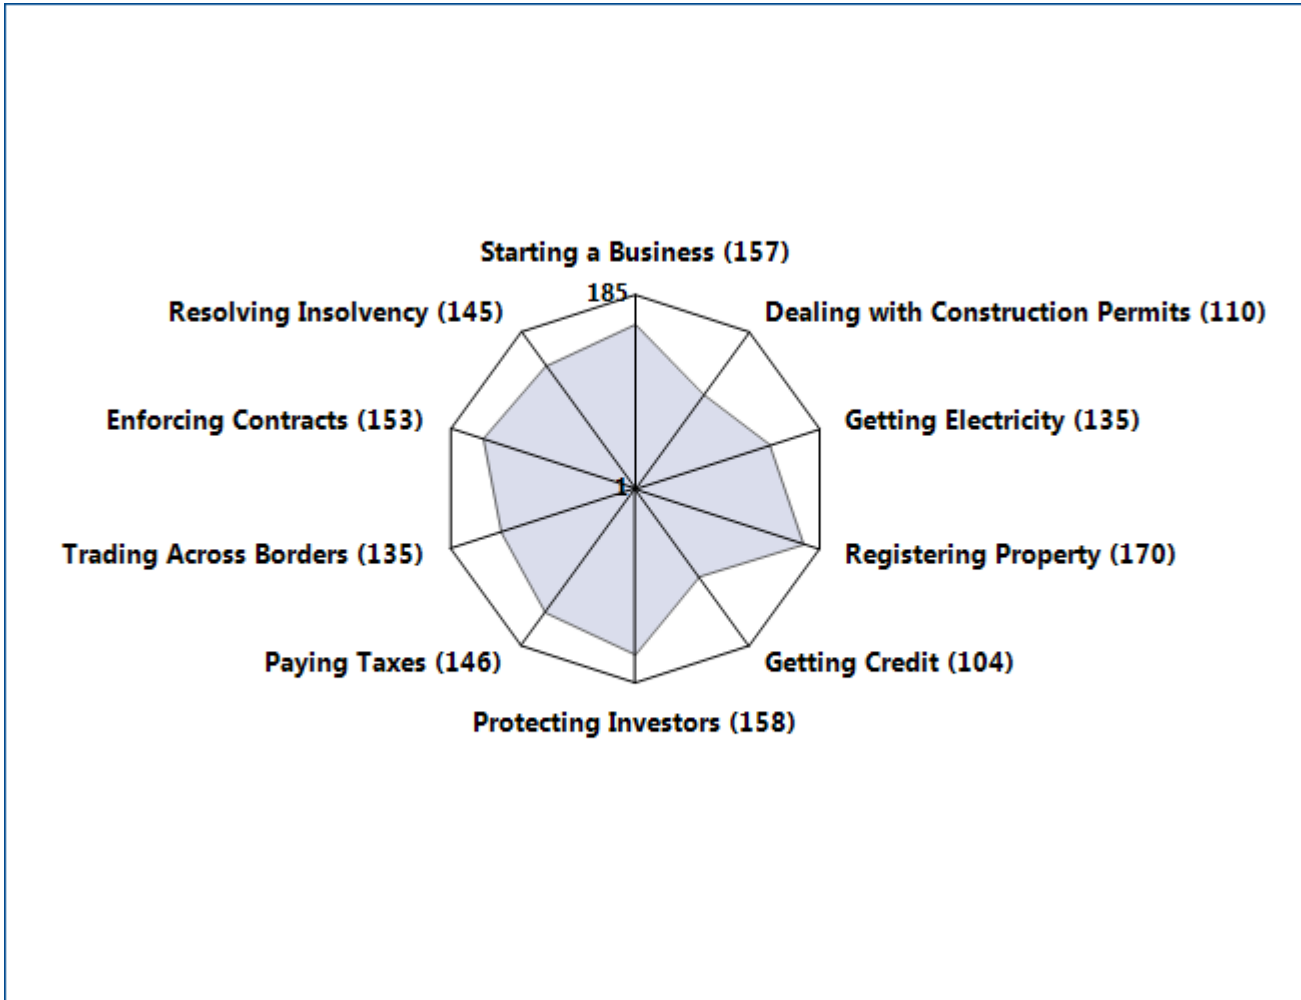 Starting a Business (157)
185
Resolving Insolvency (145)
Dealing with Construction Permits (110)
Enforcing Contracts (153)
Getting Electricity (135)
1
Trading Across Borders (135)
Registering Property (170)
Paying Taxes (146)
Getting Credit (104)
Protecting Investors (158)